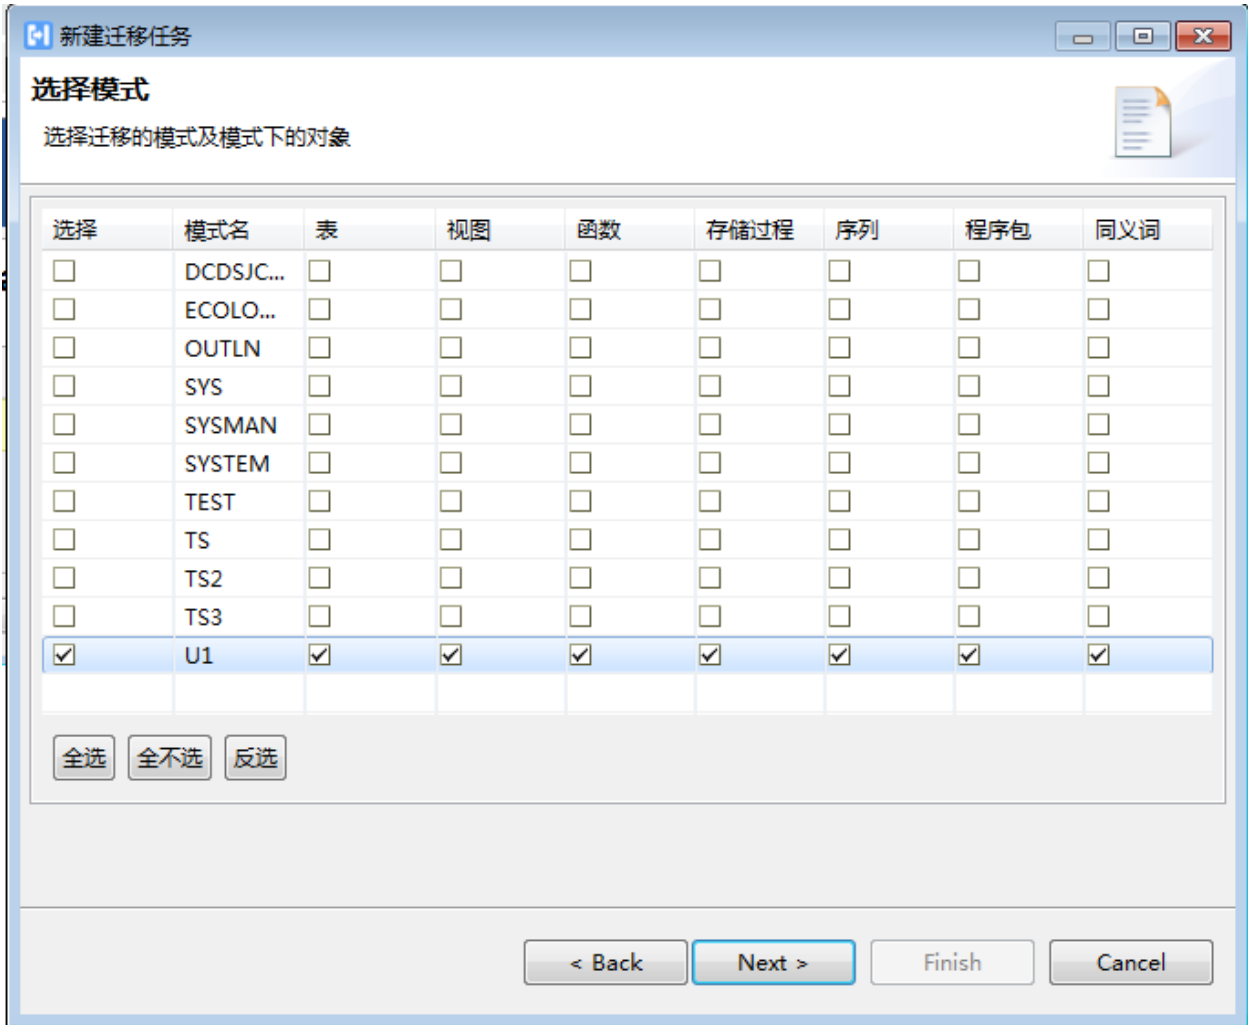 新建迁移任务
选择模式
选择迁移的模式及模式下的对象
选择 模式名 表 视图 函数 存储过程 序列 程序包 同义词
DCDSJC...
ECOLO...
OUTLN
SYS
SYSMAN
SYSTEM
TEST
TS
TS2
TS3
U1
全选 全不选 反选
< Back Next > Finish Cancel